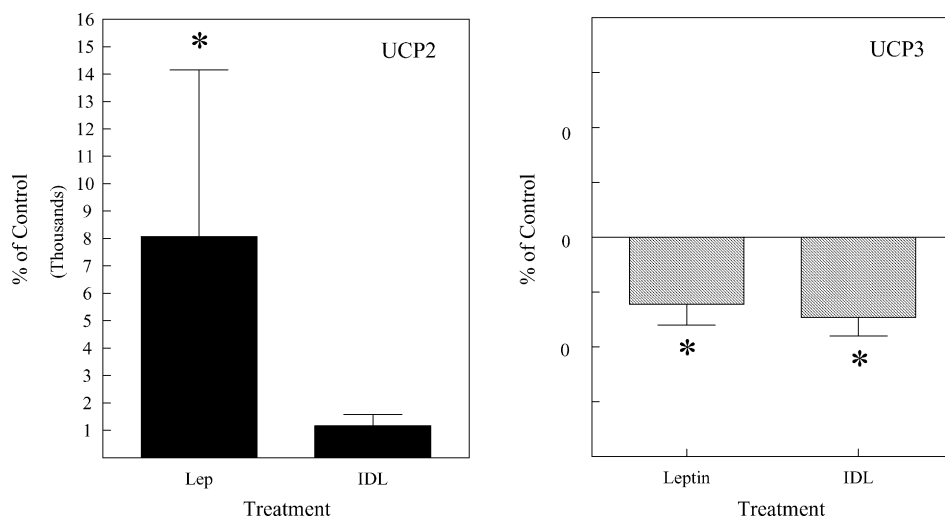 UCP2
% of Control
(Thousands)
16
15
14
13
12
11
10
9
8
7
6
5
4
3
2
1
*
Lep IDL
Treatment
UCP3
% of Control
0
0
0
* *
Leptin IDL
Treatment